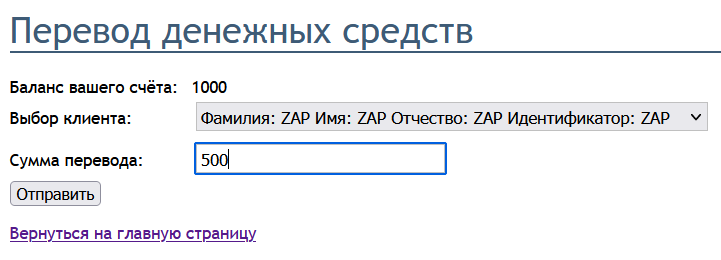 Перевод денежных средств
Баланс вашего счёта: 1000
Выбор клиента: Фамилия: ZAP Имя: ZAP Отчество: ZAP Идентификатор: ZAP
Сумма перевода: 500
Отправить
Вернуться на главную страницу